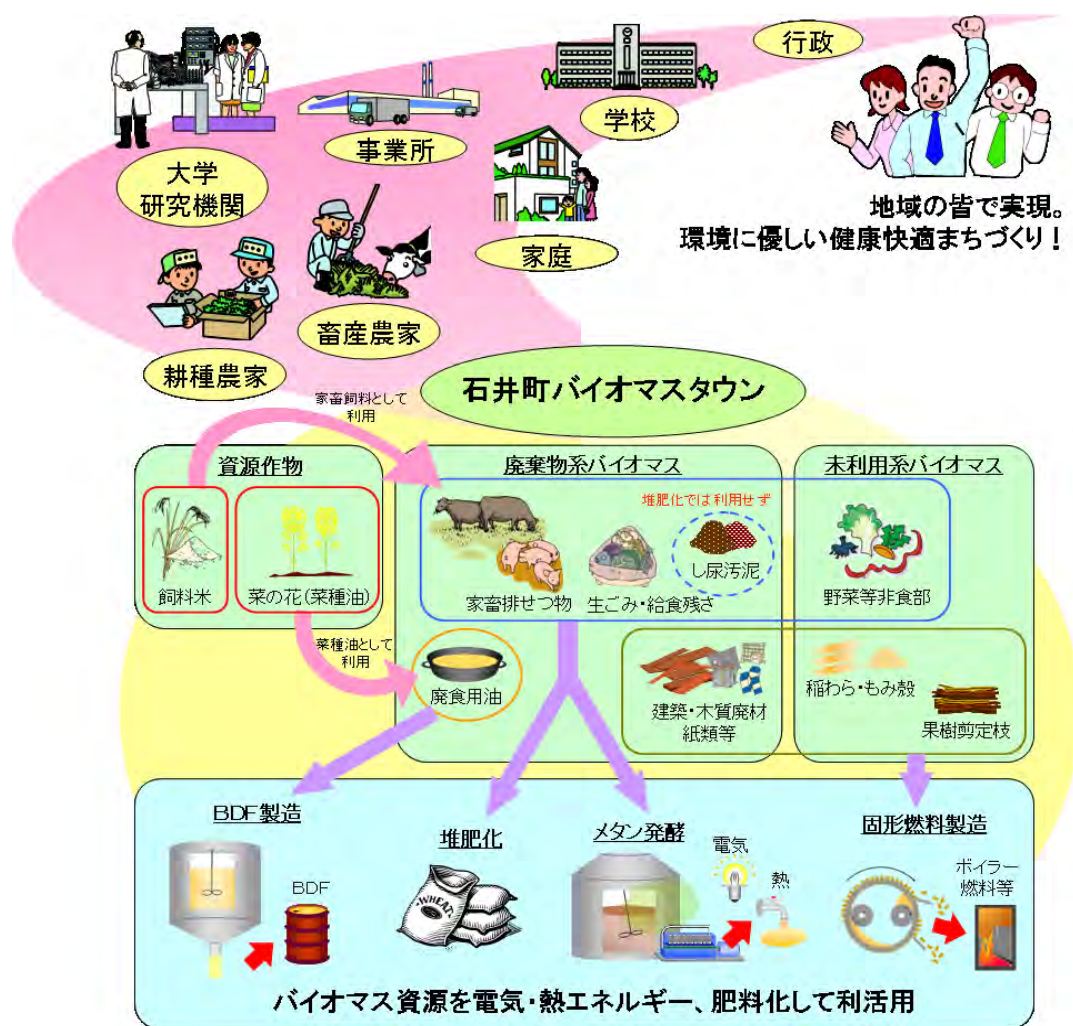 行政
学校
事業所
大学
研究機関
家庭
地域の皆で実現。
環境に優しい健康快適まちづくり！
畜産農家
耕種農家
石井町バイオマスタウン
家畜飼料として
利用
資源作物
廃棄物系バイオマス
未利用系バイオマス
堆肥化では利用せず
し尿汚泥
飼料米
菜の花(菜種油)
家畜排せつ物
生ごみ・給食残さ
野菜等非食部
菜種油として
利用
廃食用油
建築・木質廃材
紙類等
稲わら・もみ殻
果樹剪定枝
BDF製造
堆肥化
メタン発酵
固形燃料製造
BDF
WHEAT
電気
熱
ボイラー
燃料等
バイオマス資源を電気・熱エネルギー、肥料化して利活用